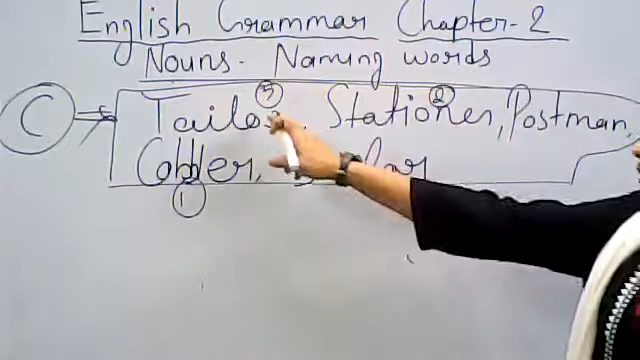 English Grammar Chapter-2
Nouns- Naming words
3 2
C Tailor, Stationer, Postman,
Cobbler,
1